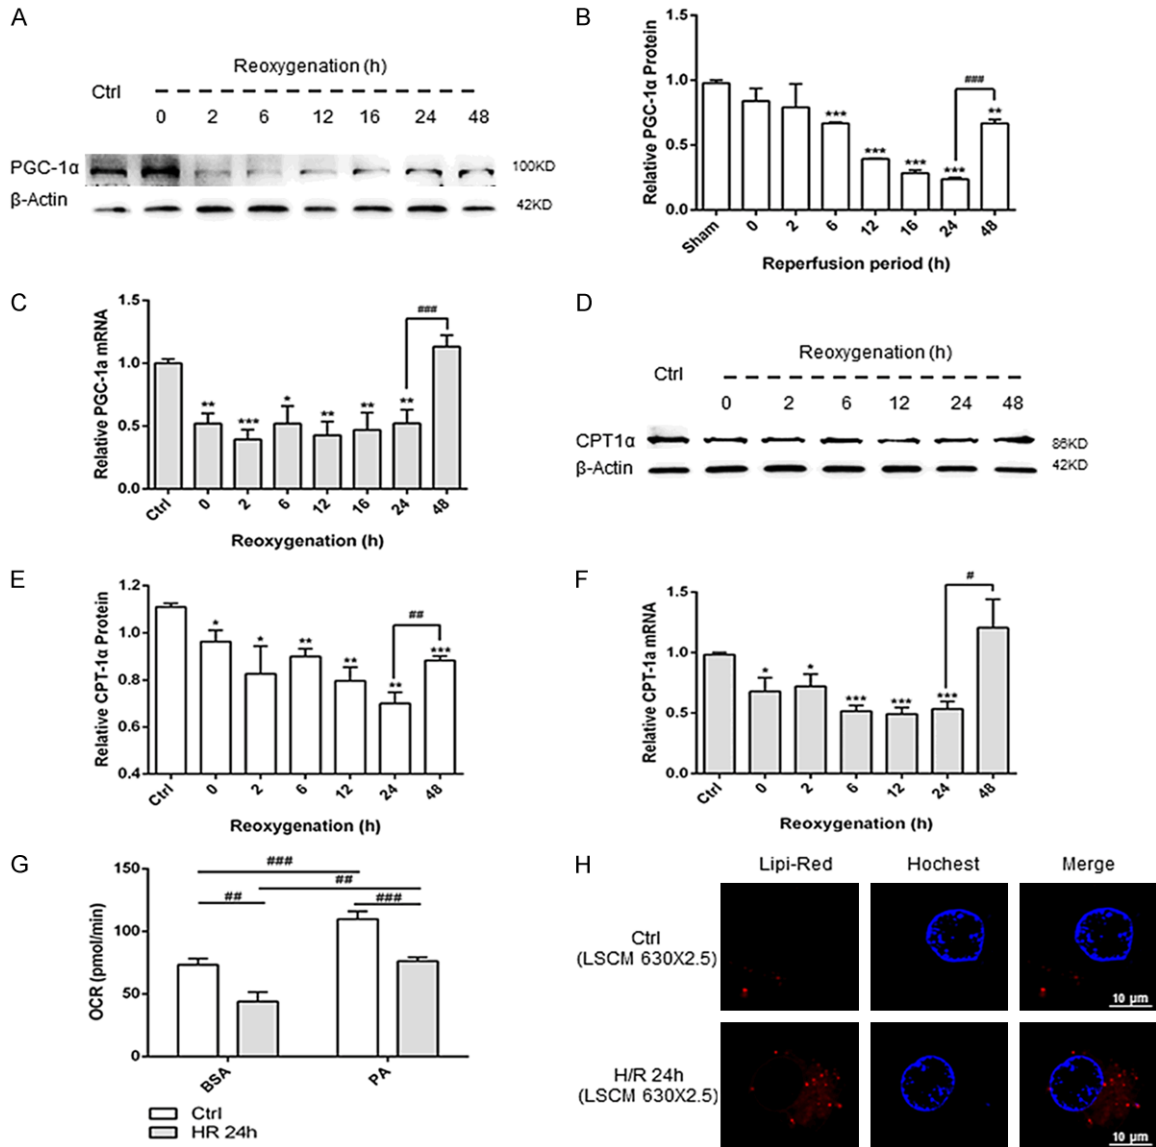 A
Reoxygenation (h)
Ctrl
0 2 6 12 16 24 48
PGC-1α
100KD
β-Actin
42KD
B
Relative PGC-1α Protein
1.5
1.0
0.5
0.0
***
***
***
***
###
**
Sham 0 2 6 12 16 24 48
Reperfusion period (h)
C
Relative PGC-1a mRNA
1.5
1.0
0.5
0.0
**
***
*
**
**
**
###
Ctrl 0 2 6 12 16 24 48
Reoxygenation (h)
D
Reoxygenation (h)
Ctrl
0 2 6 12 24 48
CPT1α
86KD
β-Actin
42KD
E
Relative CPT-1α Protein
1.2
1.0
0.8
0.6
0.4
*
*
**
**
**
##
***
Ctrl 0 2 6 12 24 48
Reoxygenation (h)
F
Relative CPT-1a mRNA
1.5
1.0
0.5
0.0
*
*
***
***
***
#
Ctrl 0 2 6 12 24 48
Reoxygenation (h)
G
OCR (pmol/min)
150
100
50
0
###
##
##
###
BSA PA
Ctrl
HR 24h
H
Lipi-Red Hochest Merge
Ctrl
(LSCM 630X2.5)
10 μm
H/R 24h
(LSCM 630X2.5)
10 μm